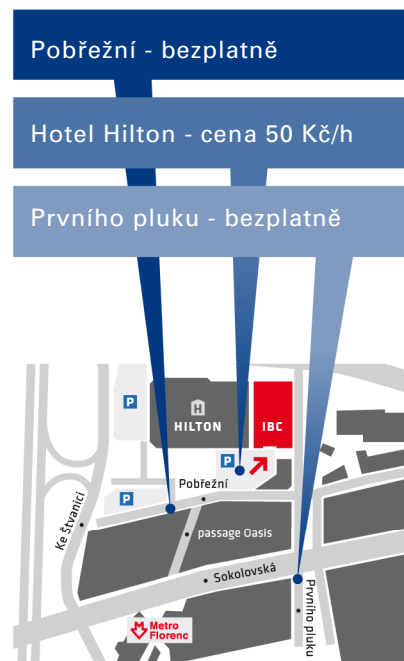 Pobřežní - bezplatně
Hotel Hilton - cena 50 Kč/h
Prvního pluku - bezplatně
P
H
HILTON
IBC
P
Pobřežní
P
Ke Štvanici
passage Oasis
Sokolovská
Prvního pluku
Metro
Florenc